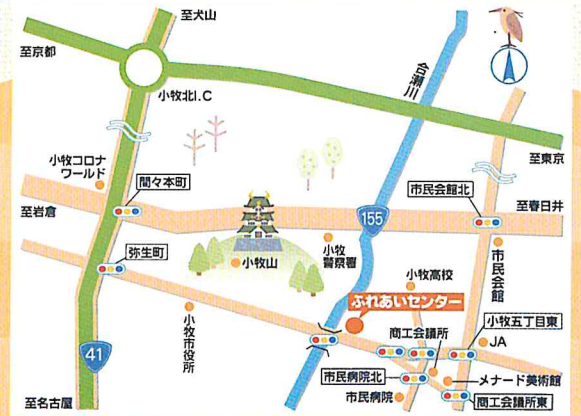 至犬山
至京都
合瀬川
小牧北I.C
至東京
小牧コロナ
ワールド
間々本町
市民会館北
至岩倉
155
至春日井
弥生町
小牧山
小牧
警察署
小牧高校
市民会館
ふれあいセンター
小牧市役所
商工会議所
小牧五丁目東
JA
41
市民病院北
メナード美術館
至名古屋
市民病院
商工会議所東